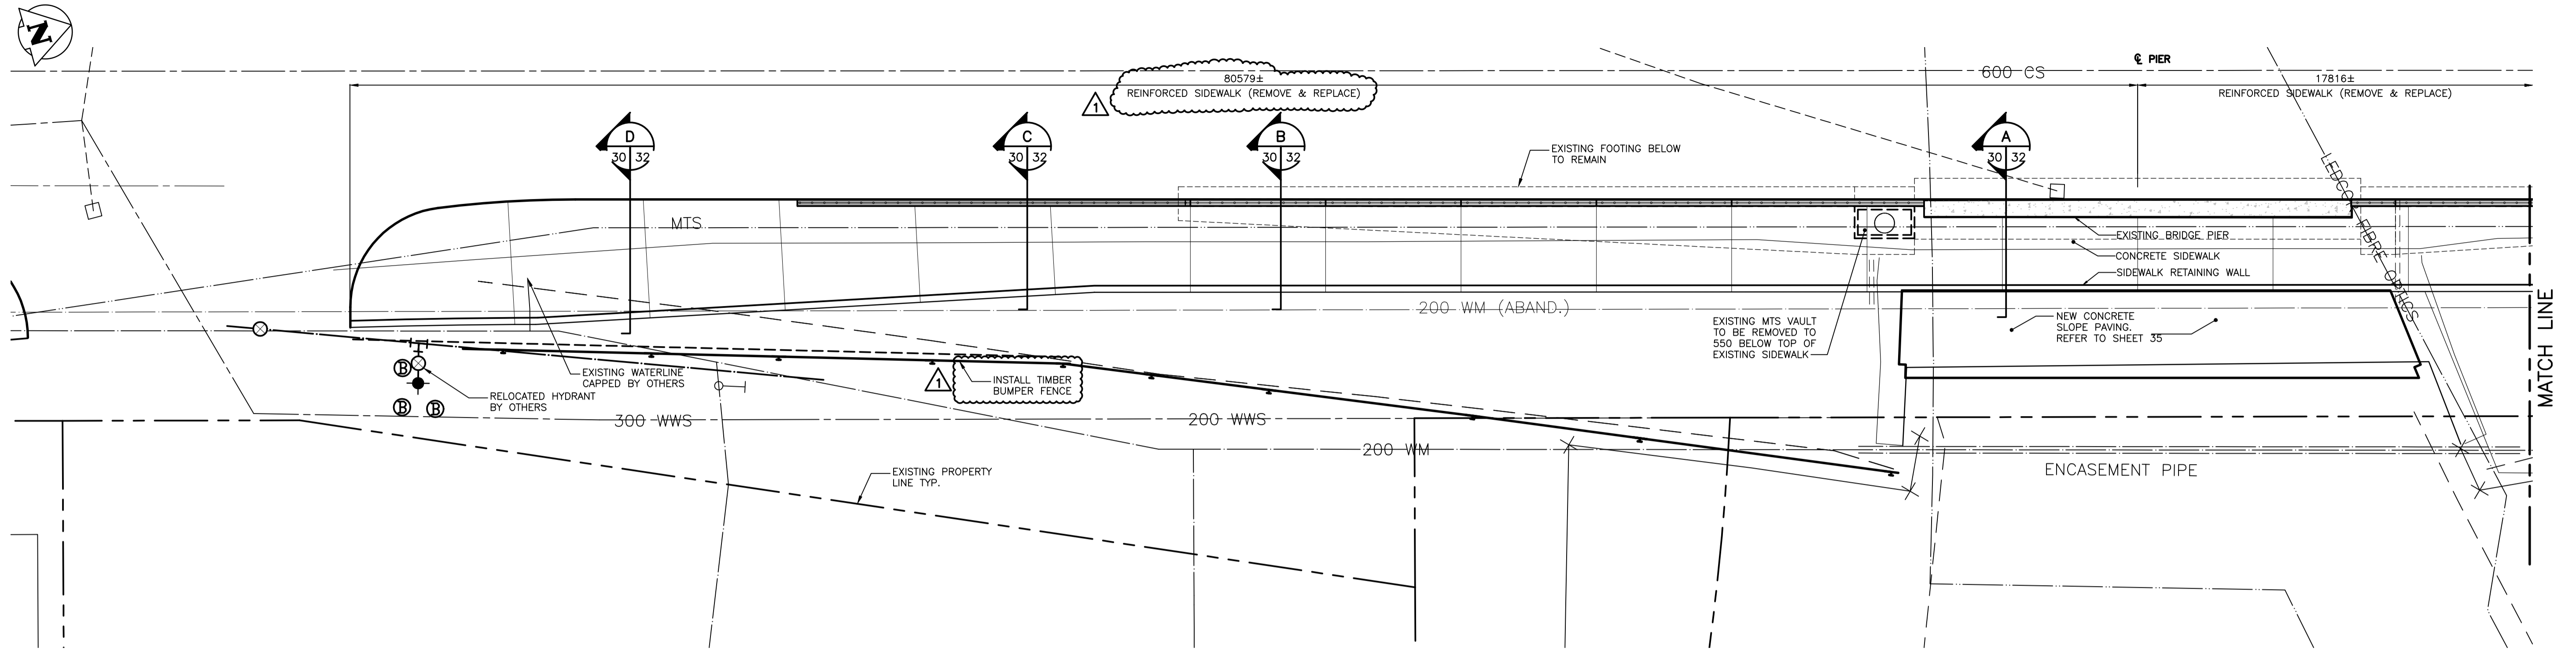 N
80579±
REINFORCED SIDEWALK (REMOVE & REPLACE)
1
600 CS
℄ PIER
17816±
REINFORCED SIDEWALK (REMOVE & REPLACE)
D
30 32
C
30 32
B
30 32
A
30 32
EXISTING FOOTING BELOW
TO REMAIN
MTS
EXISTING BRIDGE PIER
CONCRETE SIDEWALK
SIDEWALK RETAINING WALL
200 WM (ABAND.)
EXISTING MTS VAULT
TO BE REMOVED TO
550 BELOW TOP OF
EXISTING SIDEWALK
NEW CONCRETE
SLOPE PAVING.
REFER TO SHEET 35
FIBRE OPTICS
MATCH LINE
EXISTING WATERLINE
CAPPED BY OTHERS
1
INSTALL TIMBER
BUMPER FENCE
B
RELOCATED HYDRANT
BY OTHERS
B
B
300 WWS
200 WWS
200 WM
ENCASEMENT PIPE
EXISTING PROPERTY
LINE TYP.